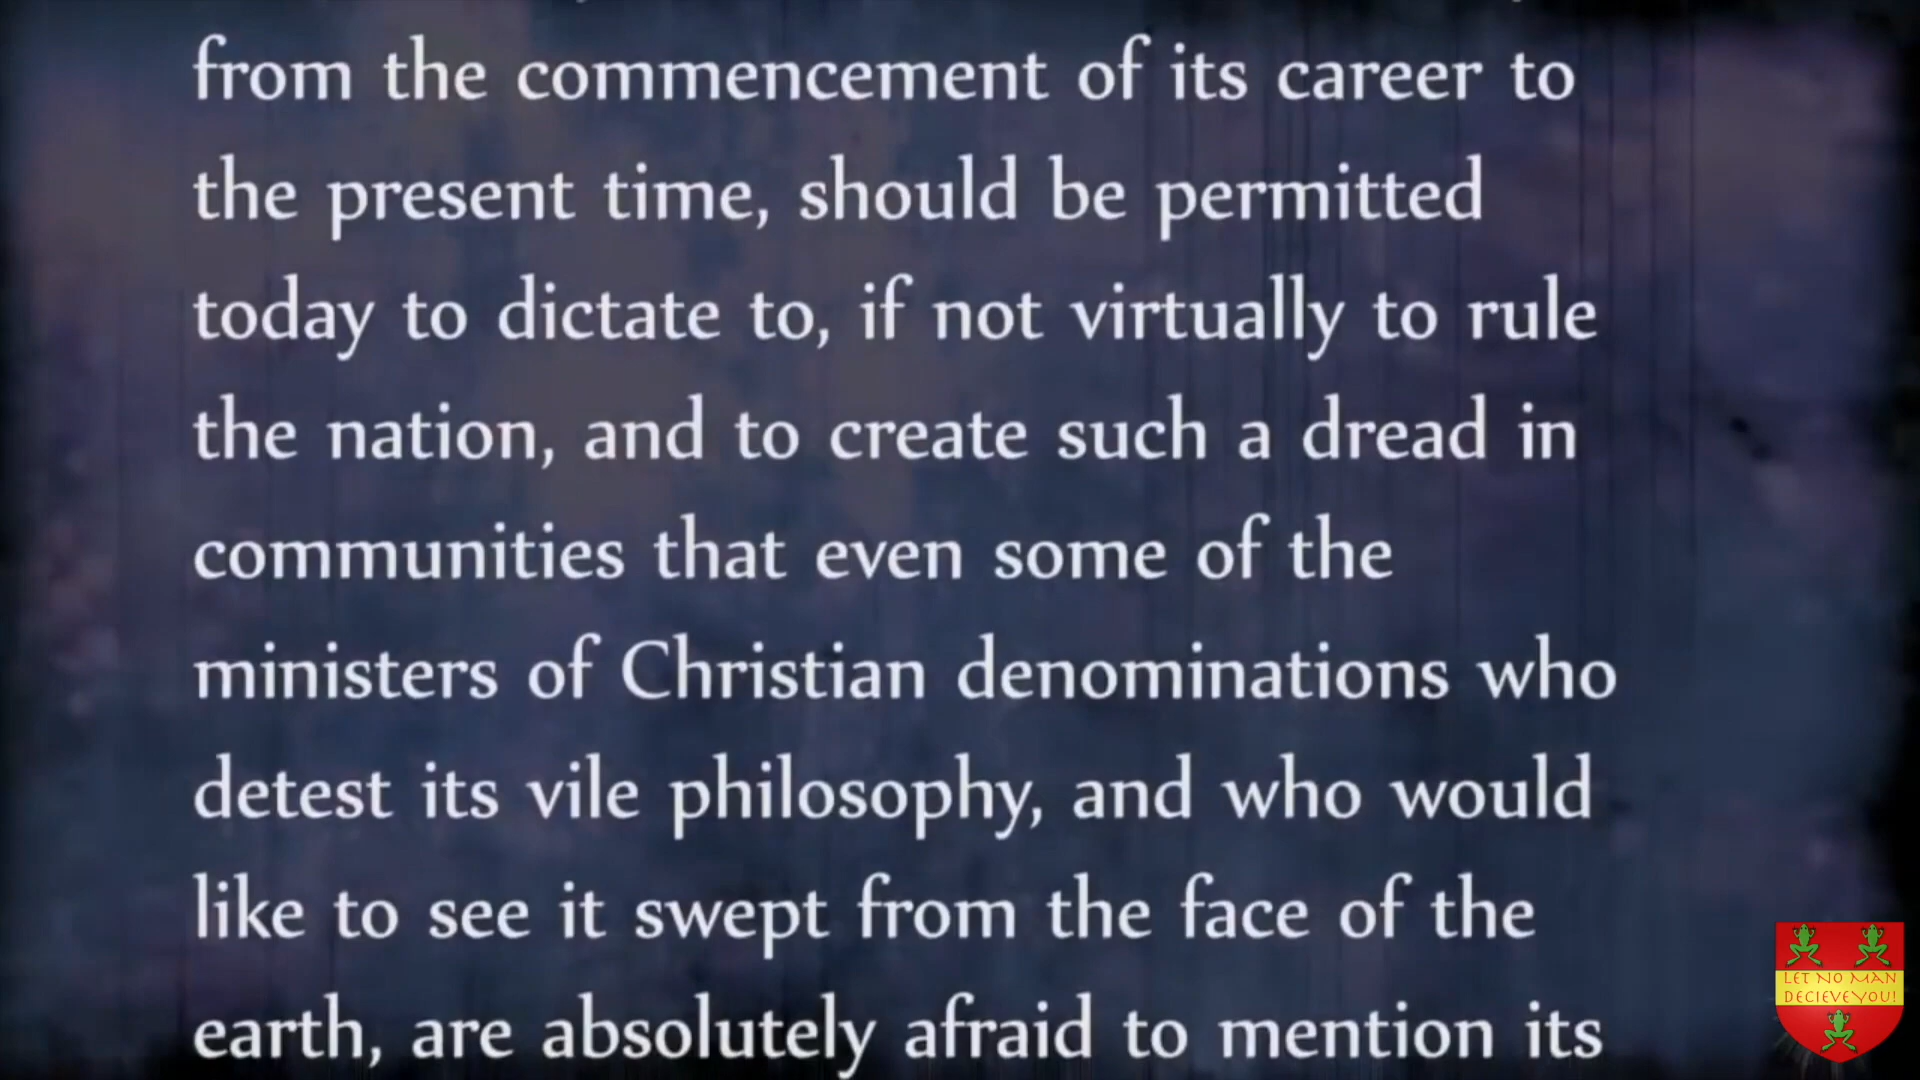 from the commencement of its career to
the present time, should be permitted
today to dictate to, if not virtually to rule
the nation, and to create such a dread in
communities that even some of the
ministers of Christian denominations who
detest its vile philosophy, and who would
like to see it swept from the face of the
earth, are absolutely afraid to mention its
LET NO MAN
DECIEVE YOU!